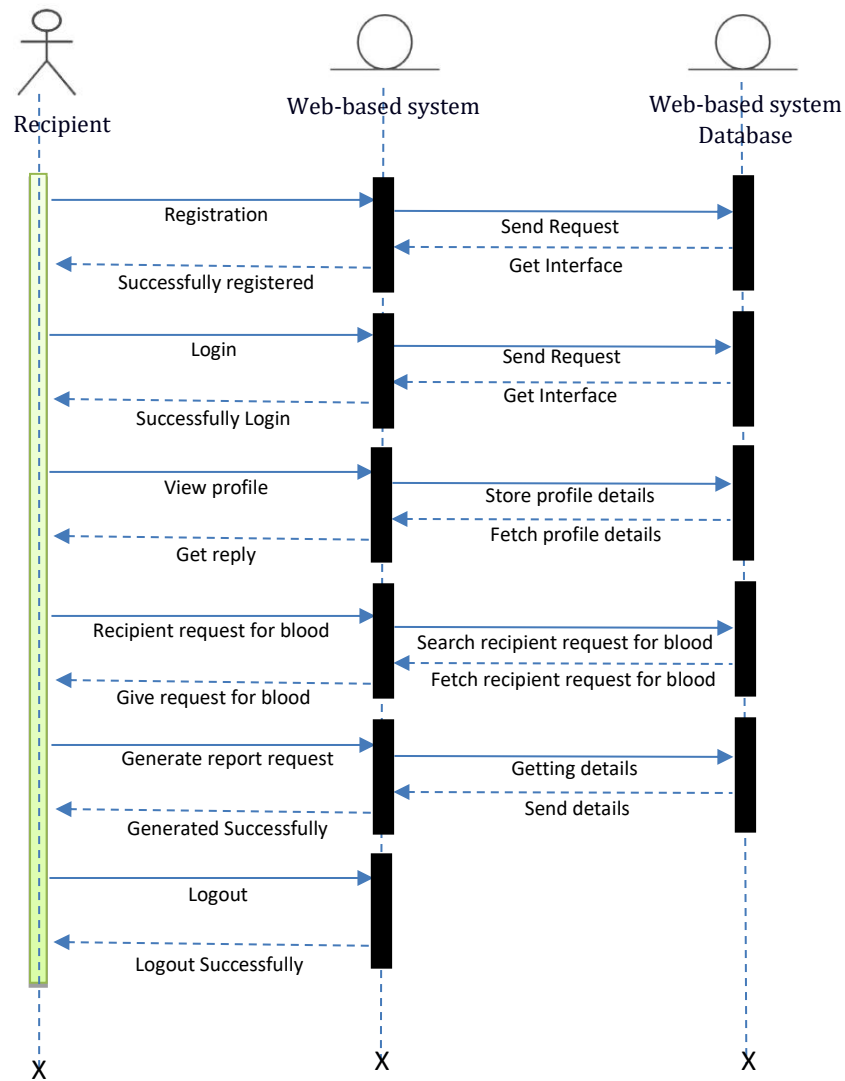 Recipient
Web-based system
Web-based system
Database
Registration
Send Request
Get Interface
Successfully registered
Login
Send Request
Get Interface
Successfully Login
View profile
Store profile details
Fetch profile details
Get reply
Recipient request for blood
Search recipient request for blood
Fetch recipient request for blood
Give request for blood
Generate report request
Getting details
Send details
Generated Successfully
Logout
Logout Successfully
X
X
X